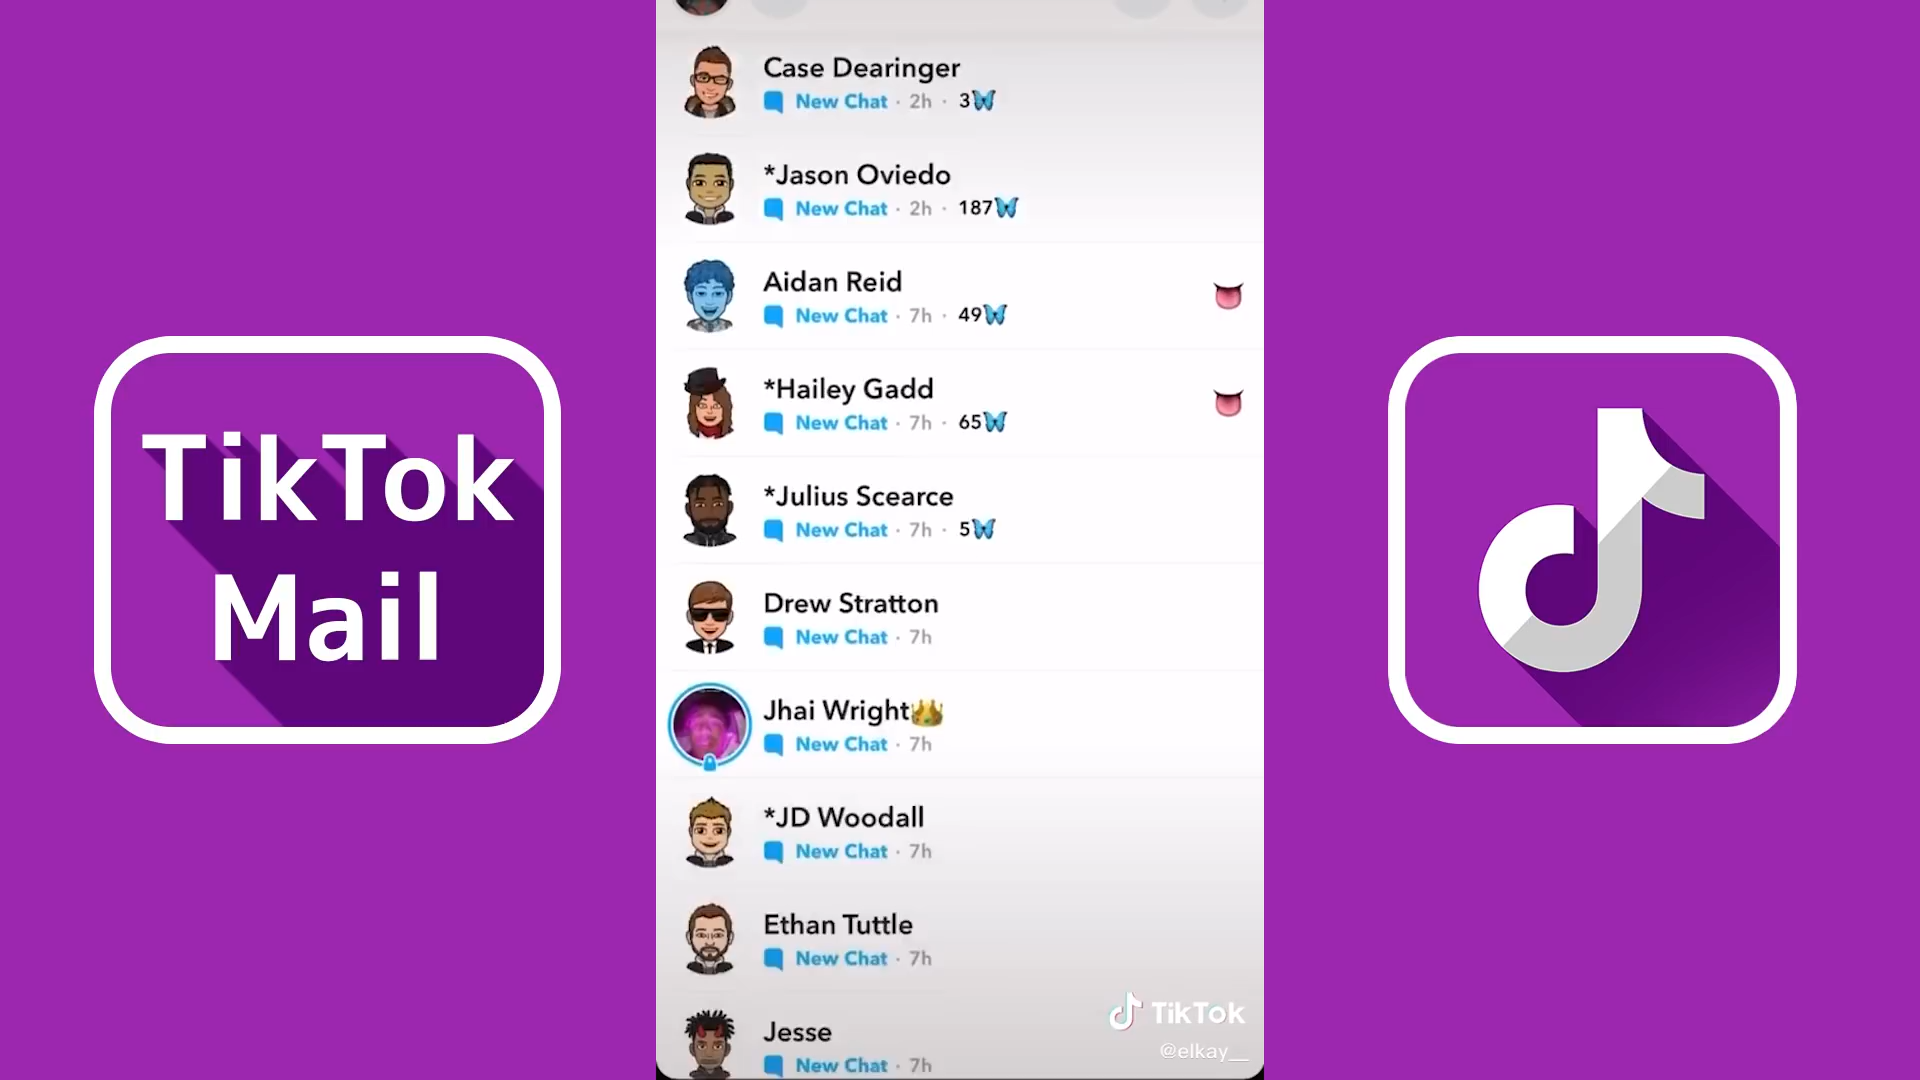 TikTok
Mail
Case Dearinger
New Chat · 2h · 3🦋
*Jason Oviedo
New Chat · 2h · 187🦋
Aidan Reid
New Chat · 7h · 49🦋
*Hailey Gadd
New Chat · 7h · 65🦋
*Julius Scearce
New Chat · 7h · 5🦋
Drew Stratton
New Chat · 7h
Jhai Wright👑
New Chat · 7h
*JD Woodall
New Chat · 7h
Ethan Tuttle
New Chat · 7h
Jesse
New Chat · 7h
TikTok
@elkay__